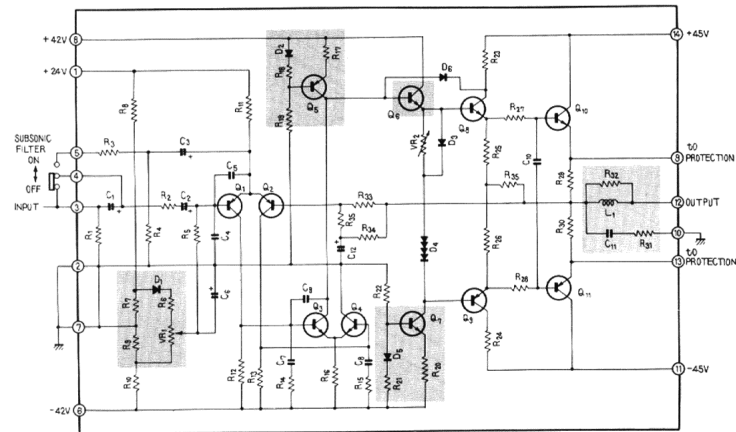 +42V 8
+24V 1
SUBSONIC
FILTER
ON
OFF
INPUT
5
4
3
2
7
-42V 6
14 +45V
to
9 PROTECTION
12 OUTPUT
10
to
13 PROTECTION
11 -45V
D2
R17
R18
Q5
R19
R8
R11
R3
C3
C5
C1
R2
C2
Q1
Q2
R1
R4
R5
C4
C6
D1
R7
R6
R9
VR1
R10
R12
R13
C9
Q3
Q4
C7
R14
R16
C8
R15
R33
R35
R34
C12
R22
D5
R21
Q7
R20
D4
D6
Q6
VR2
D3
Q8
R23
R25
R35
R26
Q9
R24
R27
Q10
C10
R28
Q11
R29
R30
R32
L1
C11
R31